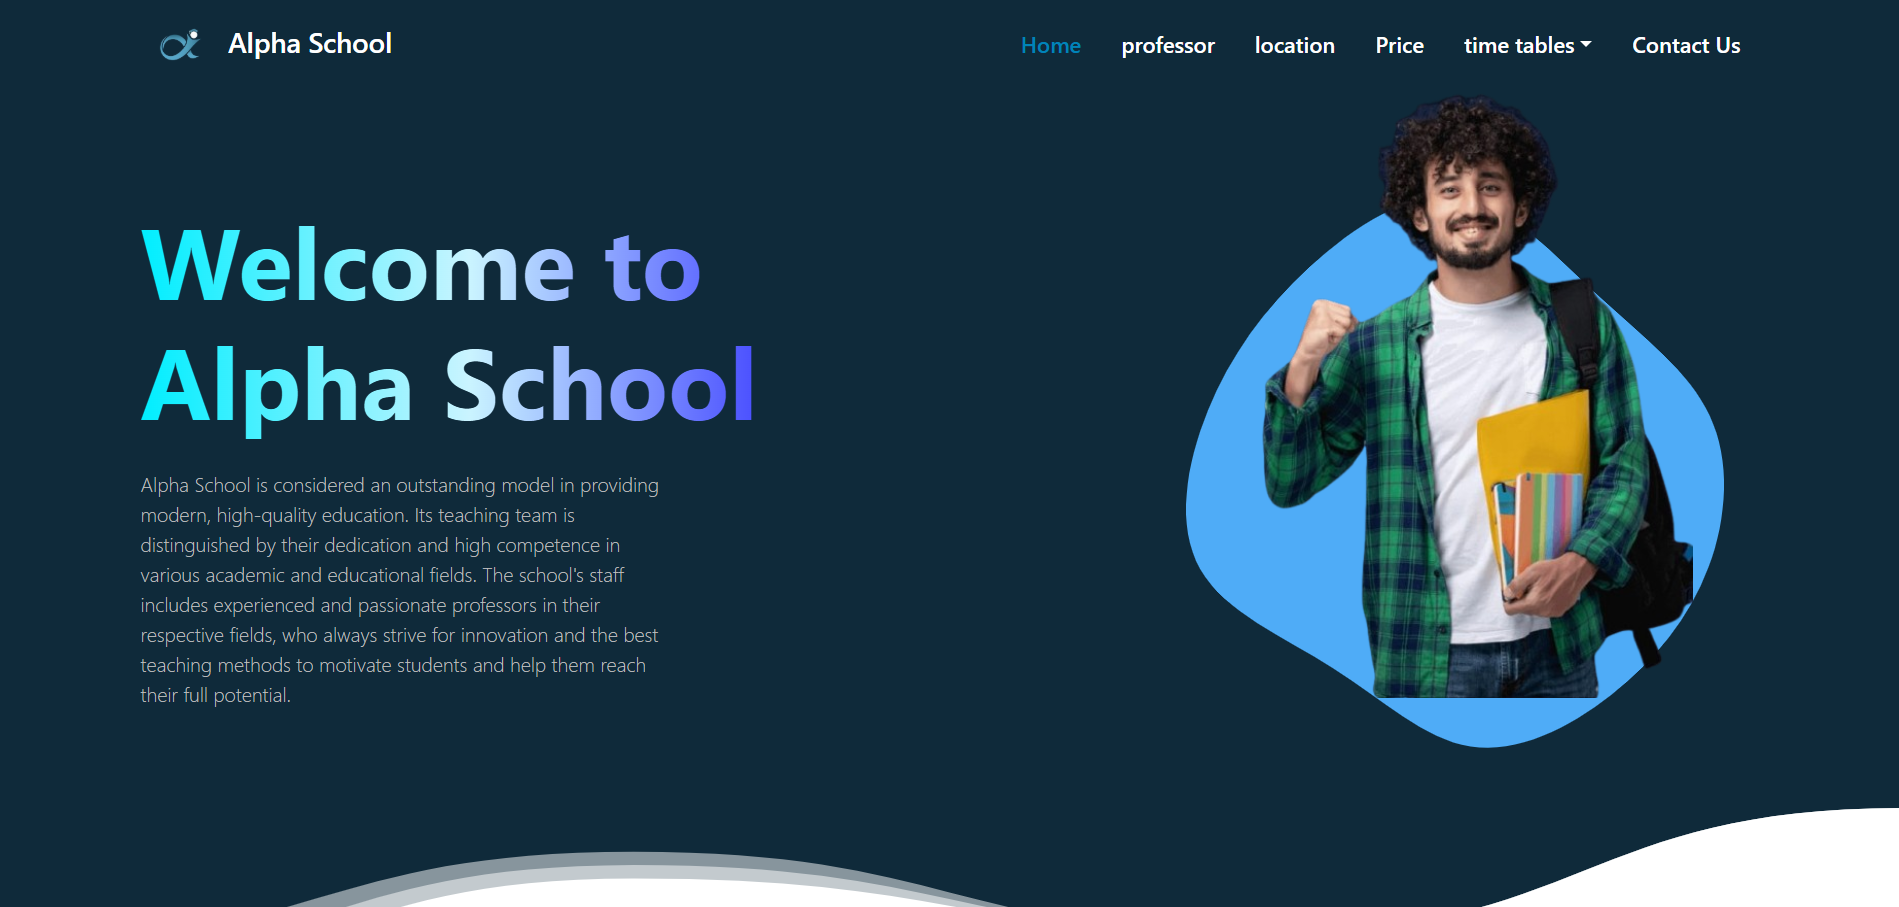 Alpha School
Home
professor
location
Price
time tables
Contact Us
Welcome to
Alpha School
Alpha School is considered an outstanding model in providing
modern, high-quality education. Its teaching team is
distinguished by their dedication and high competence in
various academic and educational fields. The school's staff
includes experienced and passionate professors in their
respective fields, who always strive for innovation and the best
teaching methods to motivate students and help them reach
their full potential.